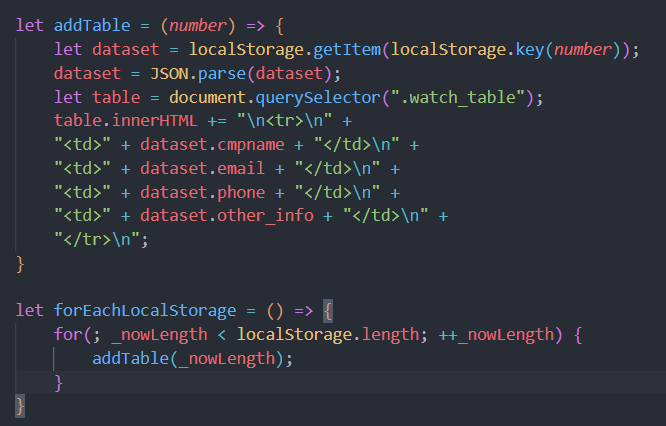 let addTable = (number) => {
    let dataset = localStorage.getItem(localStorage.key(number));
    dataset = JSON.parse(dataset);
    let table = document.querySelector(".watch_table");
    table.innerHTML += "\n<tr>\n" +
    "<td>" + dataset.cmpname + "</td>\n" +
    "<td>" + dataset.email + "</td>\n" +
    "<td>" + dataset.phone + "</td>\n" +
    "<td>" + dataset.other_info + "</td>\n" +
    "</tr>\n";
}

let forEachLocalStorage = () => {
    for(; _nowLength < localStorage.length; ++_nowLength) {
        addTable(_nowLength);
    }
}